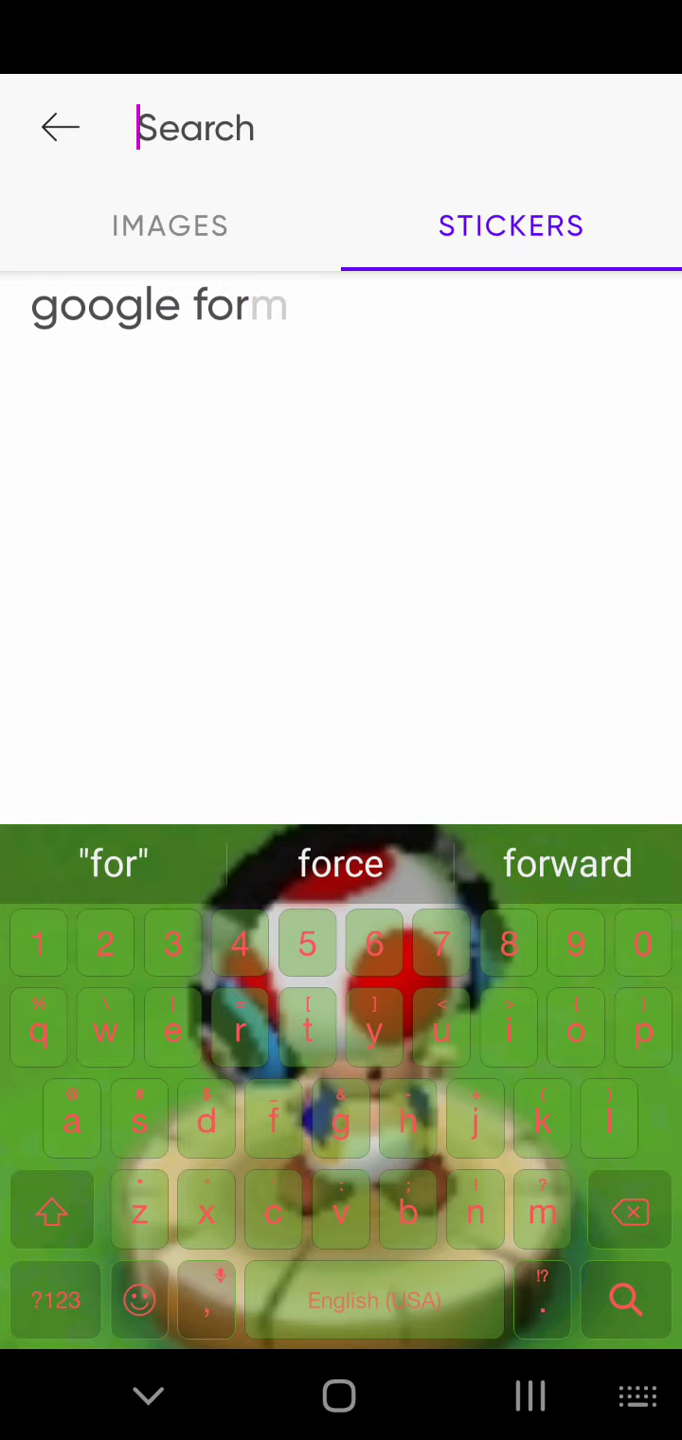 Search
IMAGES STICKERS
google form
"for" force forward
1 2 3 4 5 6 7 8 9 0
% \ | = [ ] < > { }
q w e r t y u i o p
@ # $ _ & - + ( )
a s d f g h j k l
* " ' : ; ! ?
z x c v b n m
!?
?123 , English (USA) .